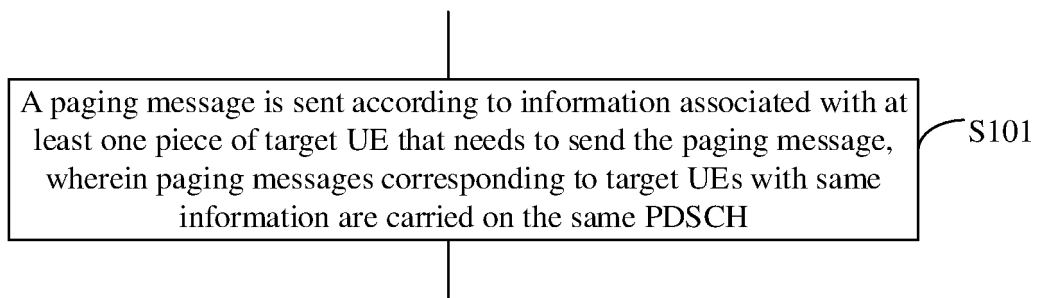 A paging message is sent according to information associated with at
least one piece of target UE that needs to send the paging message,
wherein paging messages corresponding to target UEs with same
information are carried on the same PDSCH
S101